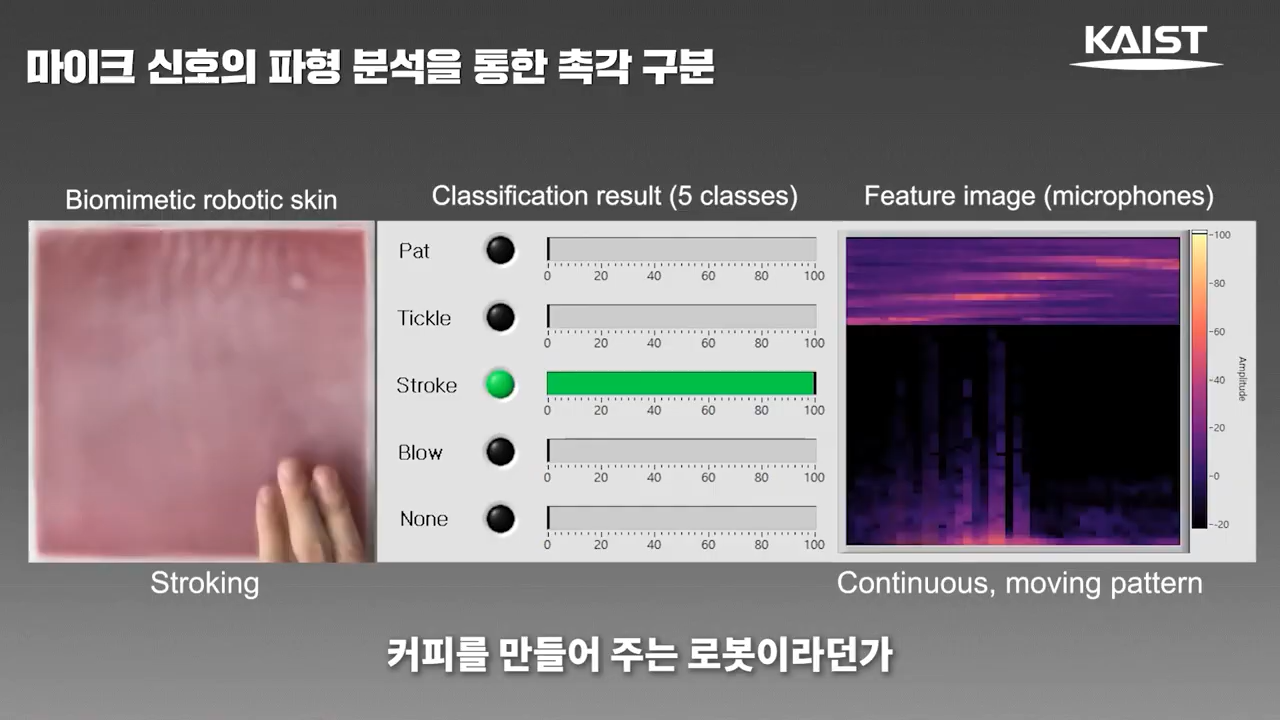 마이크 신호의 파형 분석을 통한 촉각 구분
KAIST
Biomimetic robotic skin
Classification result (5 classes)
Feature image (microphones)
Pat
0 20 40 60 80 100
Tickle
0 20 40 60 80 100
Stroke
0 20 40 60 80 100
Blow
0 20 40 60 80 100
None
0 20 40 60 80 100
100
80
60
40
20
0
-20
Amplitude
Stroking
Continuous, moving pattern
커피를 만들어 주는 로봇이라던가